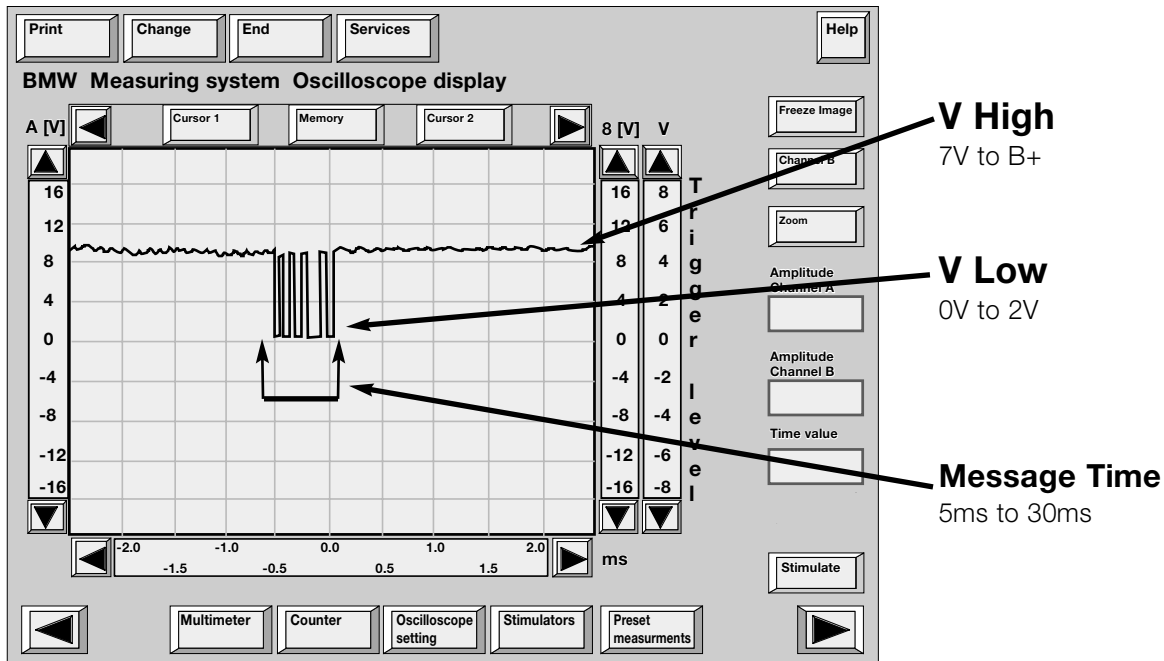 Print
Change
End
Services
Help
BMW Measuring system Oscilloscope display
A [V]
Cursor 1
Memory
Cursor 2
8 [V]
V
Freeze Image
V High
7V to B+
Channel B
16
12
8
4
0
-4
-8
-12
-16
16
12
8
4
0
-4
-8
-12
-16
8
6
4
2
0
-2
-4
-6
-8
Trigger level
Zoom
V Low
0V to 2V
Amplitude
Channel A
Amplitude
Channel B
Time value
Message Time
5ms to 30ms
-2.0 -1.0 0.0 1.0 2.0
-1.5 -0.5 0.5 1.5
ms
Stimulate
Multimeter
Counter
Oscilloscope
setting
Stimulators
Preset
measurments